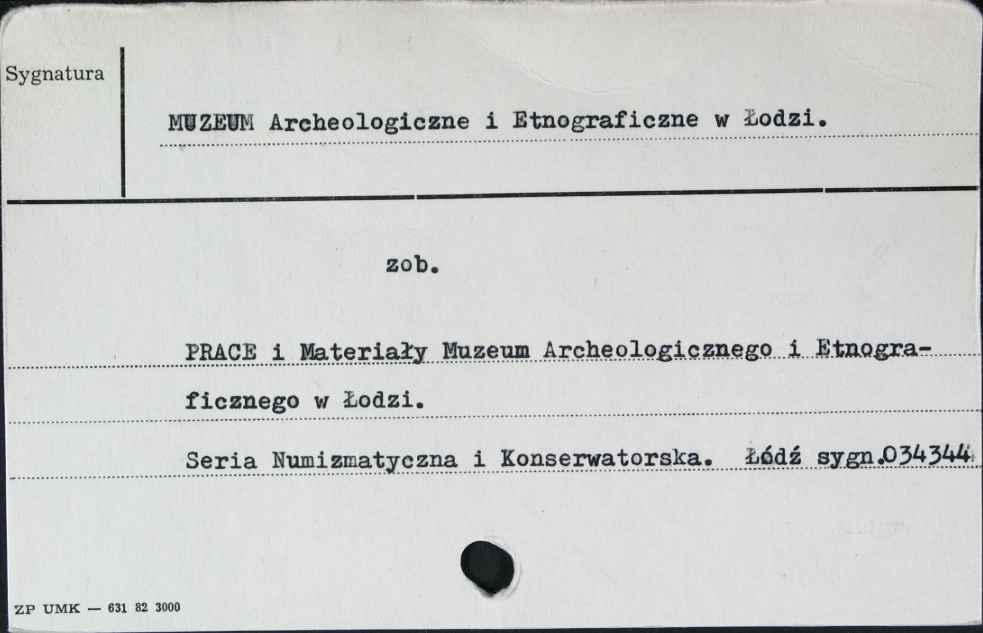 Sygnatura
MUZEUM Archeologiczne i Etnograficzne w Łodzi.
zob.
PRACE i Materiały Muzeum Archeologicznego i Etnogra-
ficznego w Łodzi.
Seria Numizmatyczna i Konserwatorska. Łódź sygn.034344
ZP UMK — 631 82 3000